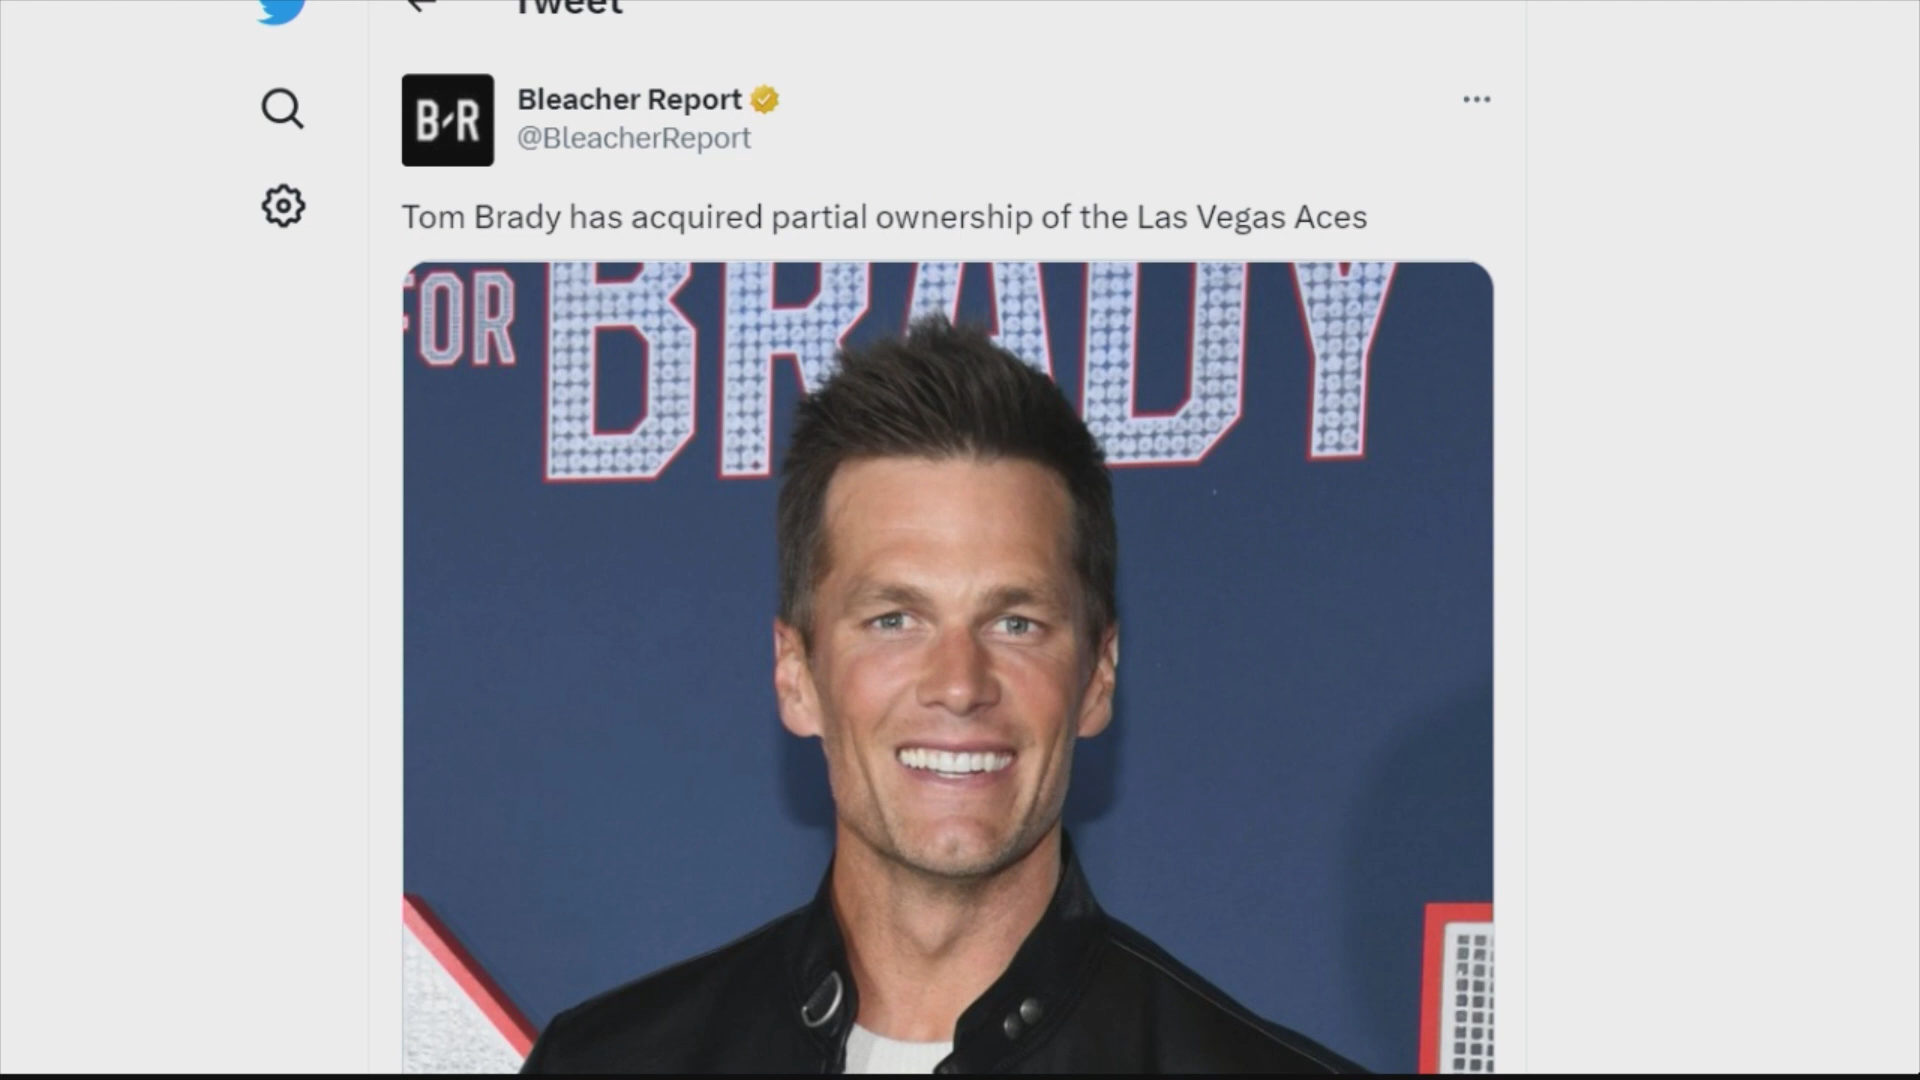 Tweet
B-R
Bleacher Report
@BleacherReport
Tom Brady has acquired partial ownership of the Las Vegas Aces
FOR BRADY